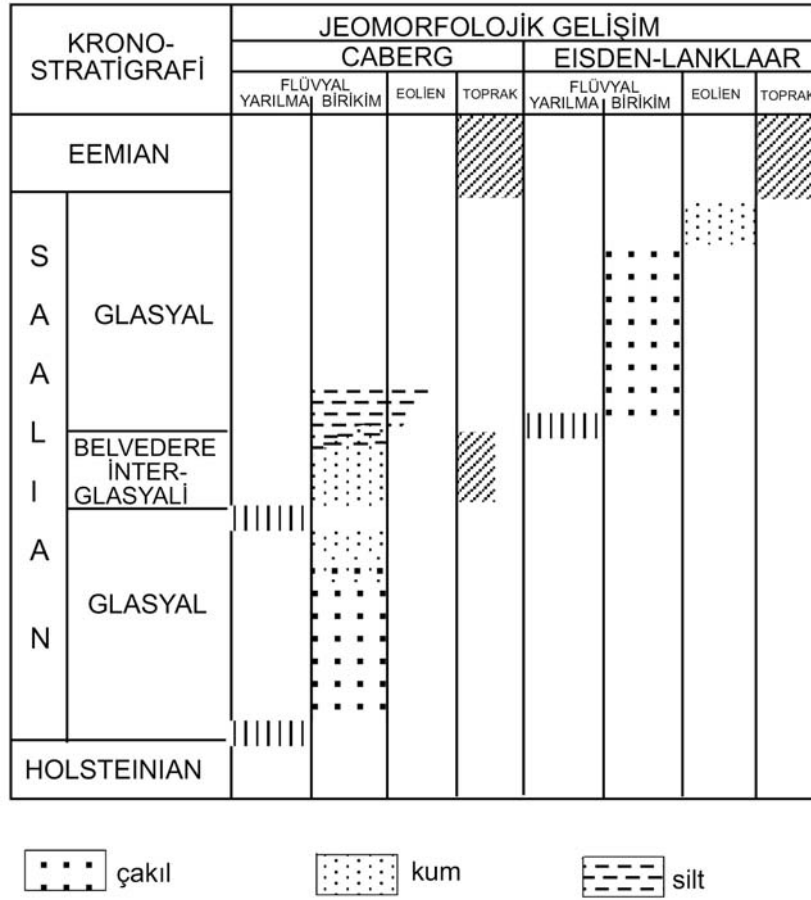 KRONO-
STRATİGRAFİ
JEOMORFOLOJİK GELİŞİM
CABERG
EISDEN-LANKLAAR
FLÜVYAL
YARILMA
BİRİKİM
EOLİEN
TOPRAK
FLÜVYAL
YARILMA
BİRİKİM
EOLİEN
TOPRAK
EEMIAN
S
A
A
L
I
A
N
GLASYAL
BELVEDERE
İNTER-
GLASYALİ
GLASYAL
HOLSTEINIAN
çakıl
kum
silt